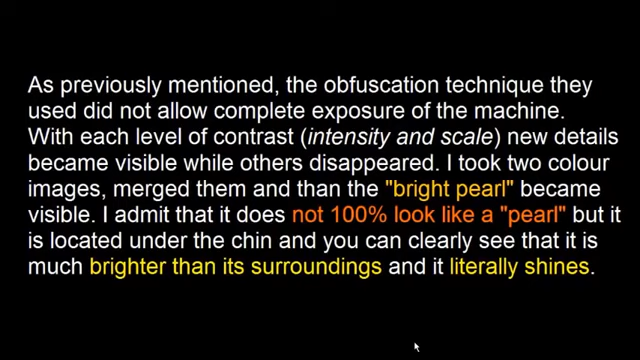 As previously mentioned, the obfuscation technique they
used did not allow complete exposure of the machine.
With each level of contrast (intensity and scale) new details
became visible while others disappeared. I took two colour
images, merged them and than the "bright pearl" became
visible. I admit that it does not 100% look like a "pearl" but it
is located under the chin and you can clearly see that it is
much brighter than its surroundings and it literally shines.